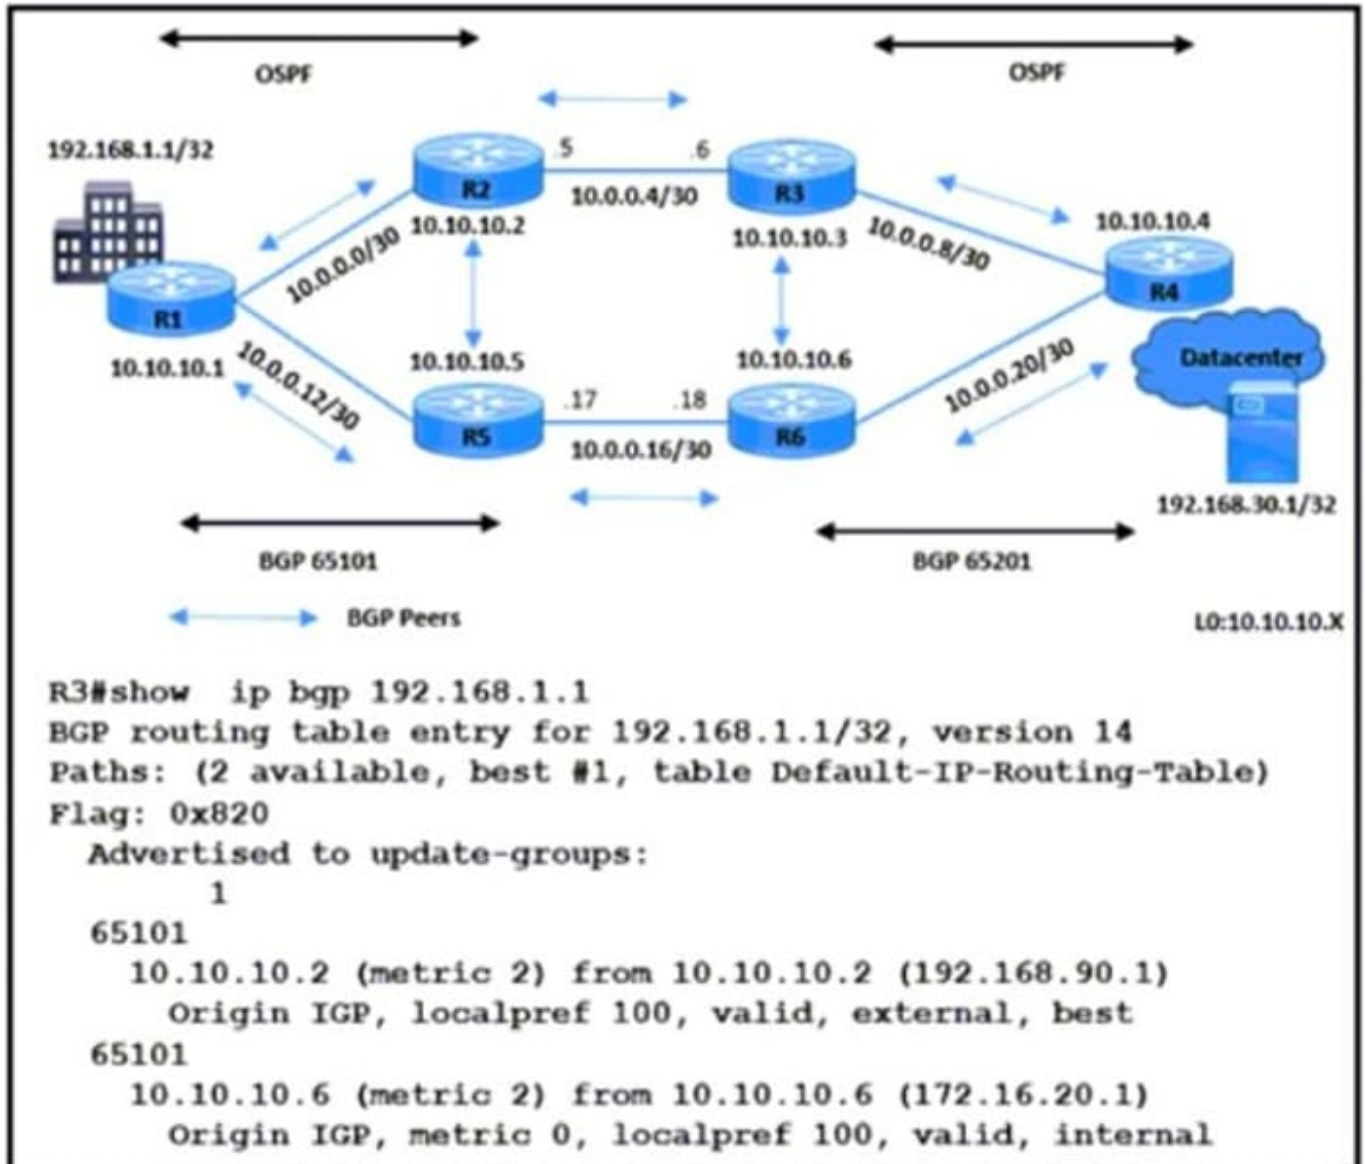 OSPF
OSPF
192.168.1.1/32
.5
.6
R2
R3
10.0.0.4/30
10.10.10.2
10.10.10.3
10.10.10.4
10.0.0.0/30
10.0.0.8/30
R1
R4
10.10.10.1
10.0.0.12/30
10.10.10.5
10.10.10.6
10.0.0.20/30
Datacenter
.17
.18
R5
R6
10.0.0.16/30
192.168.30.1/32
BGP 65101
BGP 65201
BGP Peers
L0:10.10.10.X
R3#show ip bgp 192.168.1.1
BGP routing table entry for 192.168.1.1/32, version 14
Paths: (2 available, best #1, table Default-IP-Routing-Table)
Flag: 0x820
Advertised to update-groups:
1
65101
10.10.10.2 (metric 2) from 10.10.10.2 (192.168.90.1)
Origin IGP, localpref 100, valid, external, best
65101
10.10.10.6 (metric 2) from 10.10.10.6 (172.16.20.1)
Origin IGP, metric 0, localpref 100, valid, internal